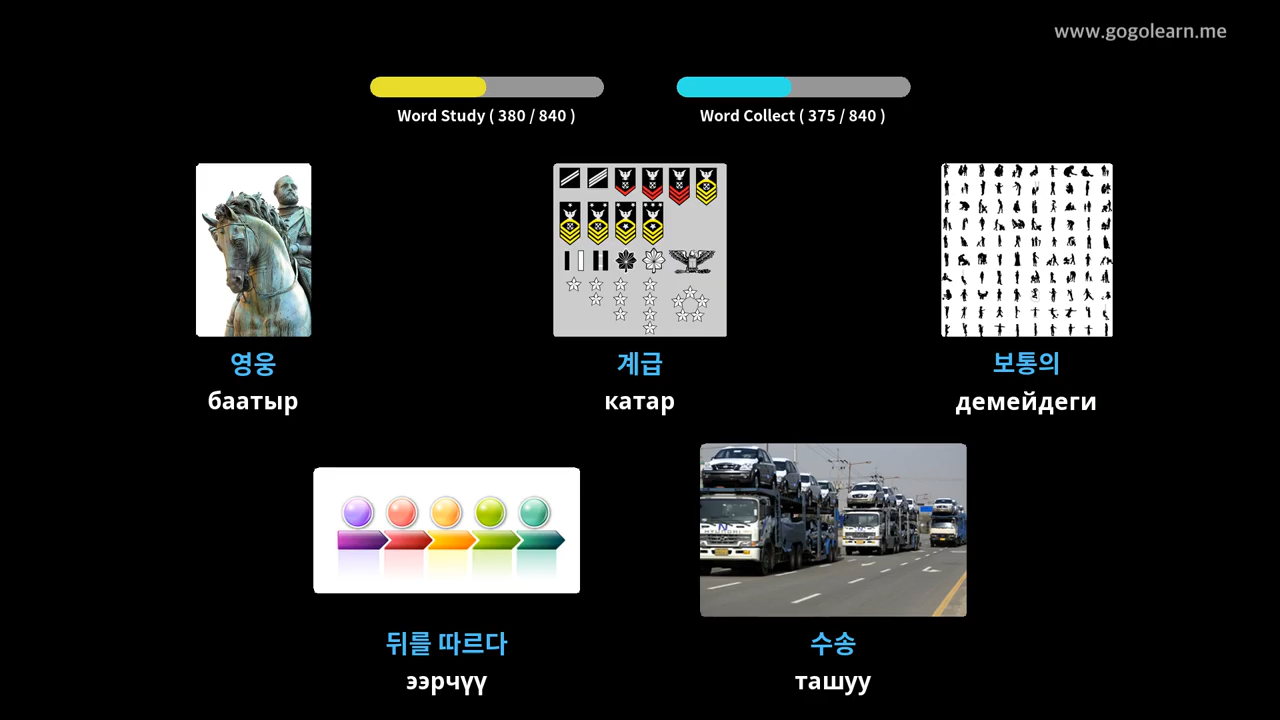 www.gogolearn.me
Word Study ( 380 / 840 )
Word Collect ( 375 / 840 )
영웅
баатыр
계급
катар
보통의
демейдеги
뒤를 따르다
ээрчүү
수송
ташуу